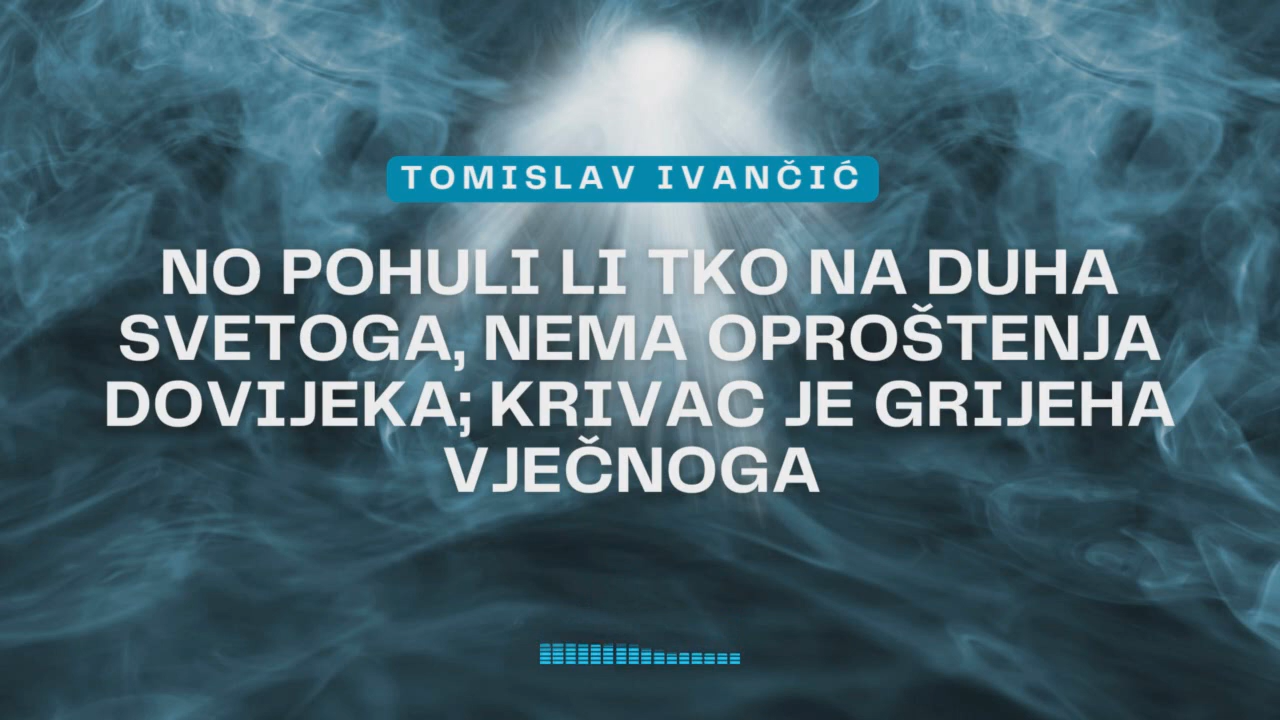 TOMISLAV IVANČIĆ
NO POHULI LI TKO NA DUHA
SVETOGA, NEMA OPROŠTENJA
DOVIJEKA; KRIVAC JE GRIJEHA
VJEČNOGA